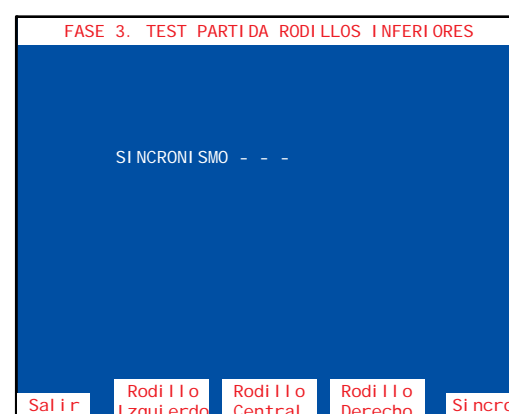 FASE 3. TEST PARTIDA RODILLOS INFERIORES
SINCRONISMO - - -
Rodillo Rodillo Rodillo
Salir Izquierdo Central Derecho Sincro